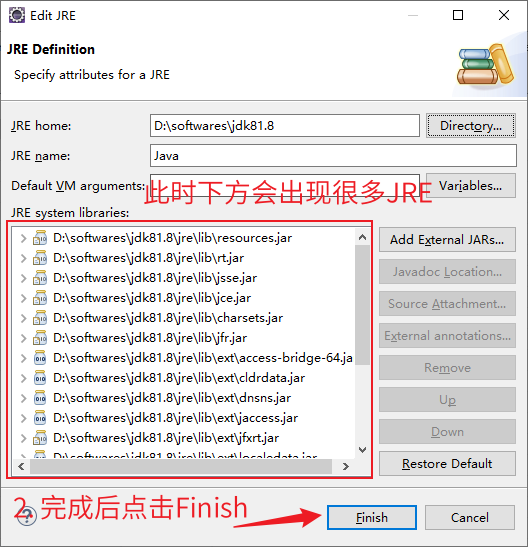 Edit JRE
JRE Definition
Specify attributes for a JRE
JRE home: D:\softwares\jdk81.8 Directory...
JRE name: Java
Default VM arguments: Variables...
此时下方会出现很多JRE
JRE system libraries:
D:\softwares\jdk81.8\jre\lib\resources.jar
D:\softwares\jdk81.8\jre\lib\rt.jar
D:\softwares\jdk81.8\jre\lib\jsse.jar
D:\softwares\jdk81.8\jre\lib\jce.jar
D:\softwares\jdk81.8\jre\lib\charsets.jar
D:\softwares\jdk81.8\jre\lib\jfr.jar
D:\softwares\jdk81.8\jre\lib\ext\access-bridge-64.ja
D:\softwares\jdk81.8\jre\lib\ext\cldrdata.jar
D:\softwares\jdk81.8\jre\lib\ext\dnsns.jar
D:\softwares\jdk81.8\jre\lib\ext\jaccess.jar
D:\softwares\jdk81.8\jre\lib\ext\jfxrt.jar
D:\softwares\jdk81.8\jre\lib\ext\localedata.jar
Add External JARs...
Javadoc Location...
Source Attachment...
External annotations...
Remove
Up
Down
Restore Default
2. 完成后点击Finish
Finish
Cancel